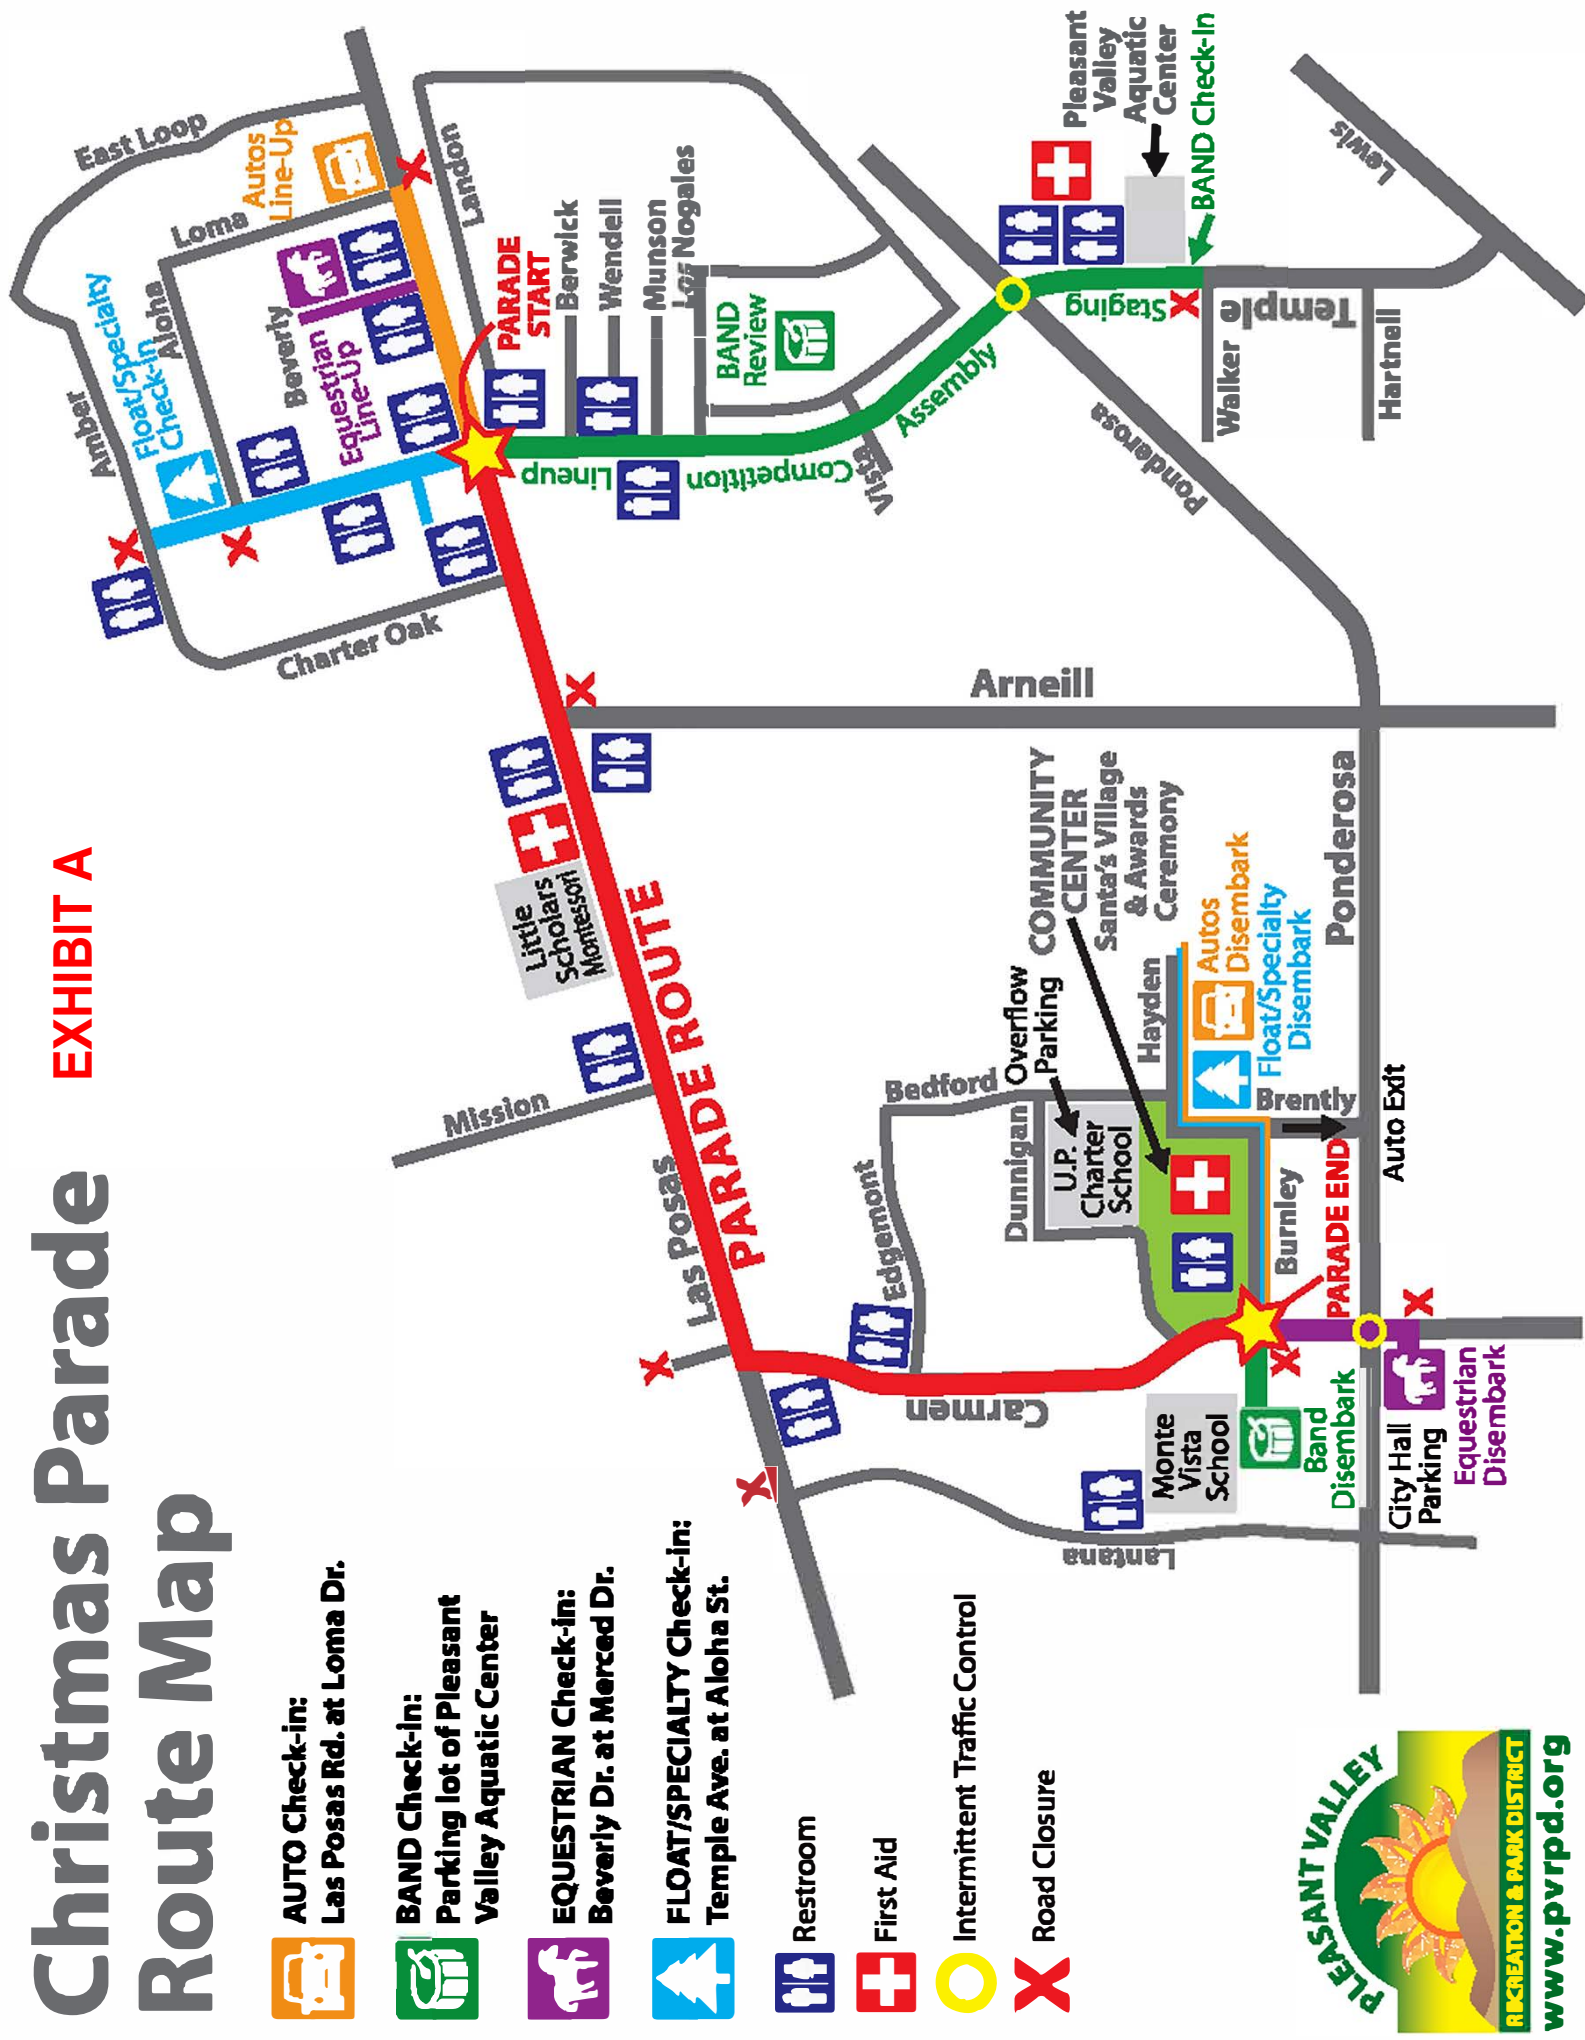 Christmas Parade
Route Map
EXHIBIT A
AUTO Check-in:
Las Posas Rd. at Loma Dr.
BAND Check-in:
Parking lot of Pleasant
Valley Aquatic Center
EQUESTRIAN Check-in:
Beverly Dr. at Merced Dr.
FLOAT/SPECIALTY Check-in:
Temple Ave. at Aloha St.
Restroom
First Aid
Intermittent Traffic Control
Road Closure
PLEASANT VALLEY
RECREATION & PARK DISTRICT
www.pvrpd.org
East Loop
Amber
Float/Specialty
Check-in
Aloha
Loma
Autos
Line-Up
Beverly
Equestrian
Line-Up
Landon
PARADE
START
Berwick
Wendell
Munson
Los Nogales
BAND
Review
Lineup
Competition
Vista
Assembly
Staging
Pleasant
Valley
Aquatic
Center
BAND Check-In
Lewis
Temple
Walker
Hartnell
Ponderosa
Charter Oak
Arneill
Little
Scholars
Montessori
Mission
Las Posas
PARADE ROUTE
Edgemont
Bedford
Dunnigan
Overflow
Parking
U.P.
Charter
School
COMMUNITY
CENTER
Santa's Village
& Awards
Ceremony
Hayden
Autos
Disembark
Float/Specialty
Disembark
Brently
Ponderosa
Auto Exit
Burnley
PARADE END
Carmen
Monte
Vista
School
Band
Disembark
City Hall
Parking
Equestrian
Disembark
Lantana